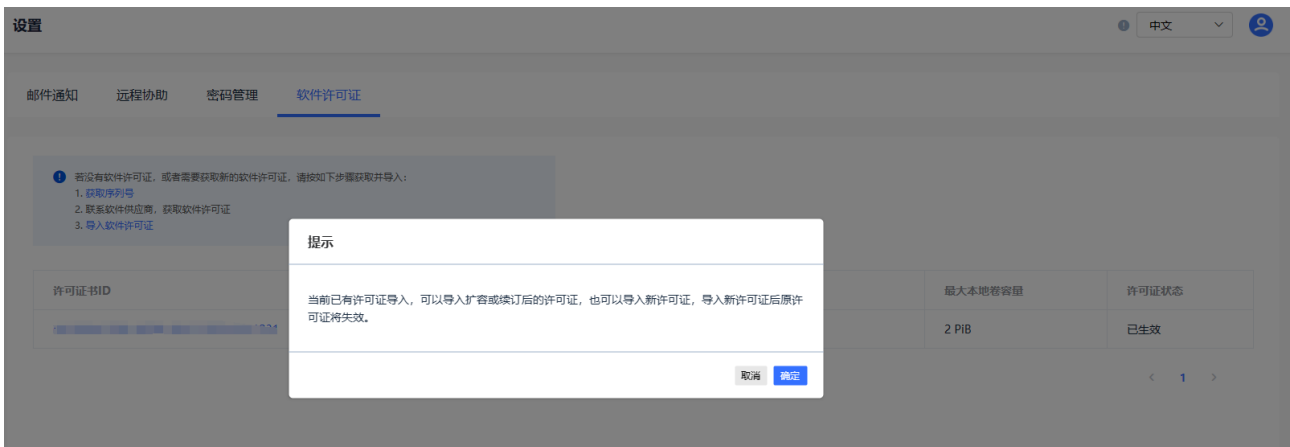 设置
中文
邮件通知 远程协助 密码管理 软件许可证
若没有软件许可证，或者需要获取新的软件许可证，请按如下步骤获取并导入：
1. 获取序列号
2. 联系软件供应商，获取软件许可证
3. 导入软件许可证
提示
当前已有许可证导入，可以导入扩容或续订后的许可证，也可以导入新许可证，导入新许可证后原许
可证将失效。
取消 确定
许可证书ID 最大本地卷容量 许可证状态
2 PiB 已生效
1